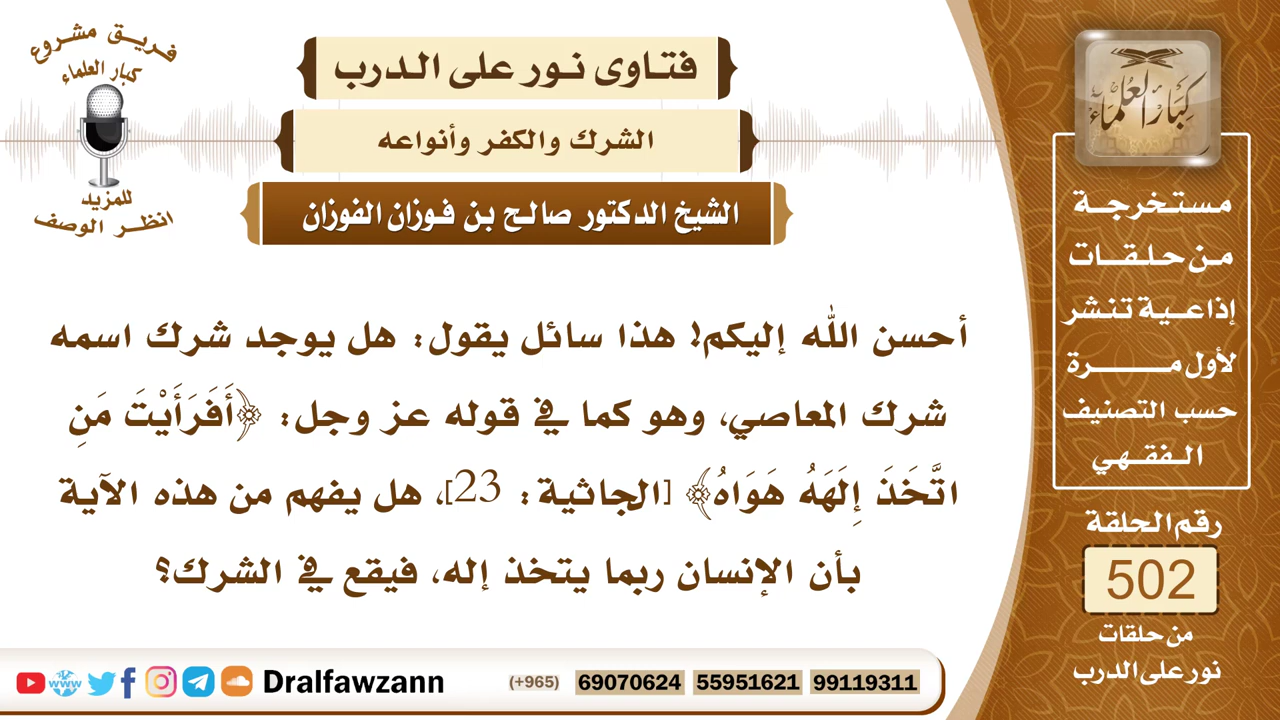 فريق مشروع
كبار العلماء
للمزيد
انظر الوصف
فتاوى نور على الدرب
الشرك والكفر وأنواعه
الشيخ الدكتور صالح بن فوزان الفوزان
أحسن الله إليكم! هذا سائل يقول: هل يوجد شرك اسمه
شرك المعاصي، وهو كما في قوله عز وجل: ﴿أَفَرَأَيْتَ مَنِ
اتَّخَذَ إِلَهَهُ هَوَاهُ﴾ [الجاثية: 23]، هل يفهم من هذه الآية
بأن الإنسان ربما يتخذ إله، فيقع في الشرك؟
كبار العلماء
مستخرجة
من حلقات
إذاعية تنشر
لأول مرة
حسب التصنيف
الفقهي
رقم الحلقة
502
من حلقات
نور على الدرب
www Dralfawzann (+965) 69070624 55951621 99119311